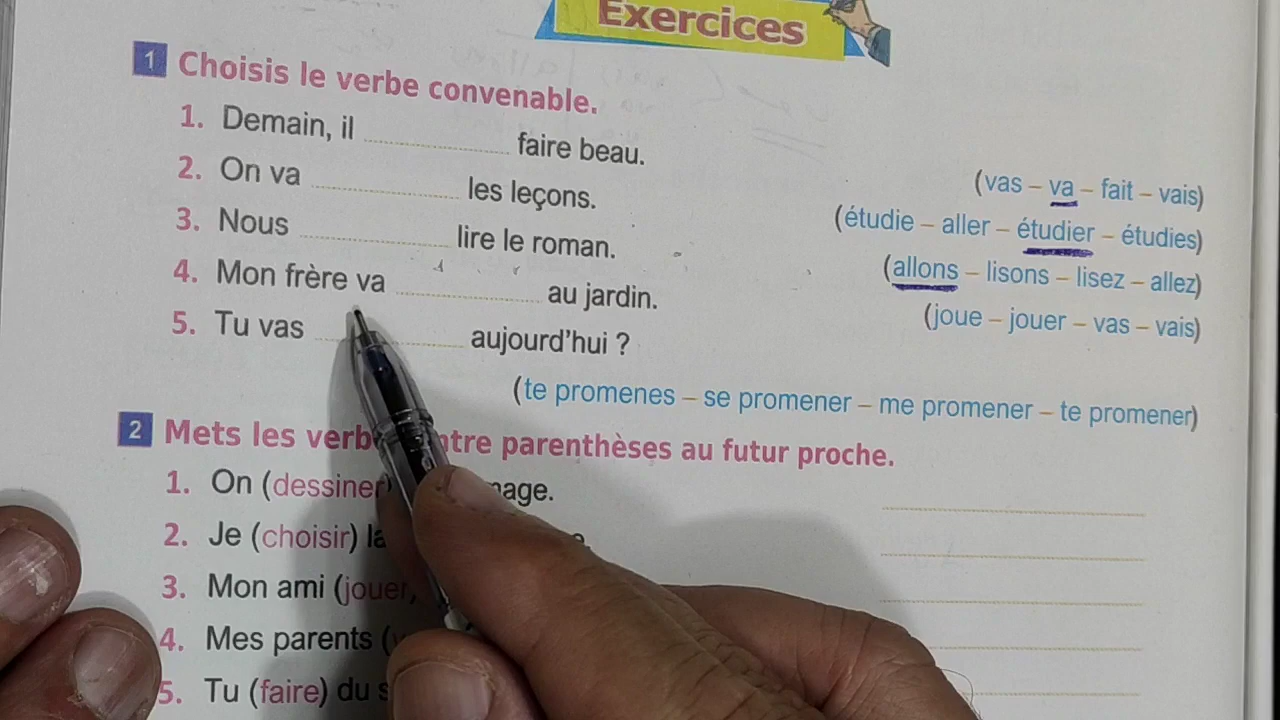 Exercices
1 Choisis le verbe convenable.
1. Demain, il ........ faire beau. (vas – va – fait – vais)
2. On va ........ les leçons. (étudie – aller – étudier – étudies)
3. Nous ........ lire le roman. (allons – lisons – lisez – allez)
4. Mon frère va ........ au jardin. (joue – jouer – vas – vais)
5. Tu vas ........ aujourd'hui ?
(te promenes – se promener – me promener – te promener)
2 Mets les entre parenthèses au futur proche.
1. On (dessiner)
2. Je (choisir)
3. Mon ami (jouer,
4. Mes parents (
5. Tu (faire) du